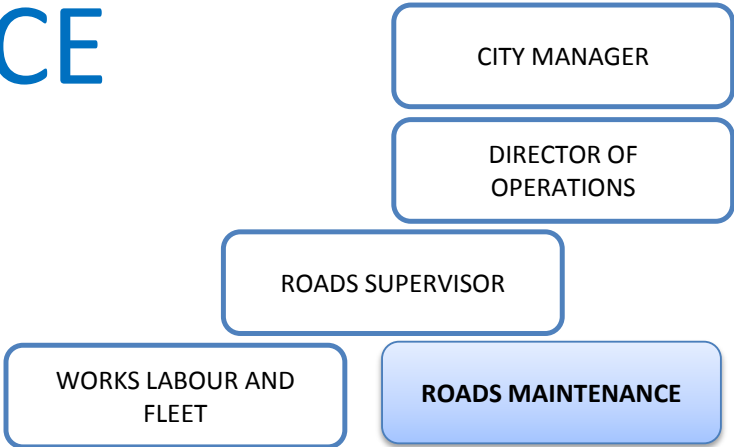 CE
CITY MANAGER
DIRECTOR OF
OPERATIONS
ROADS SUPERVISOR
WORKS LABOUR AND
FLEET
ROADS MAINTENANCE